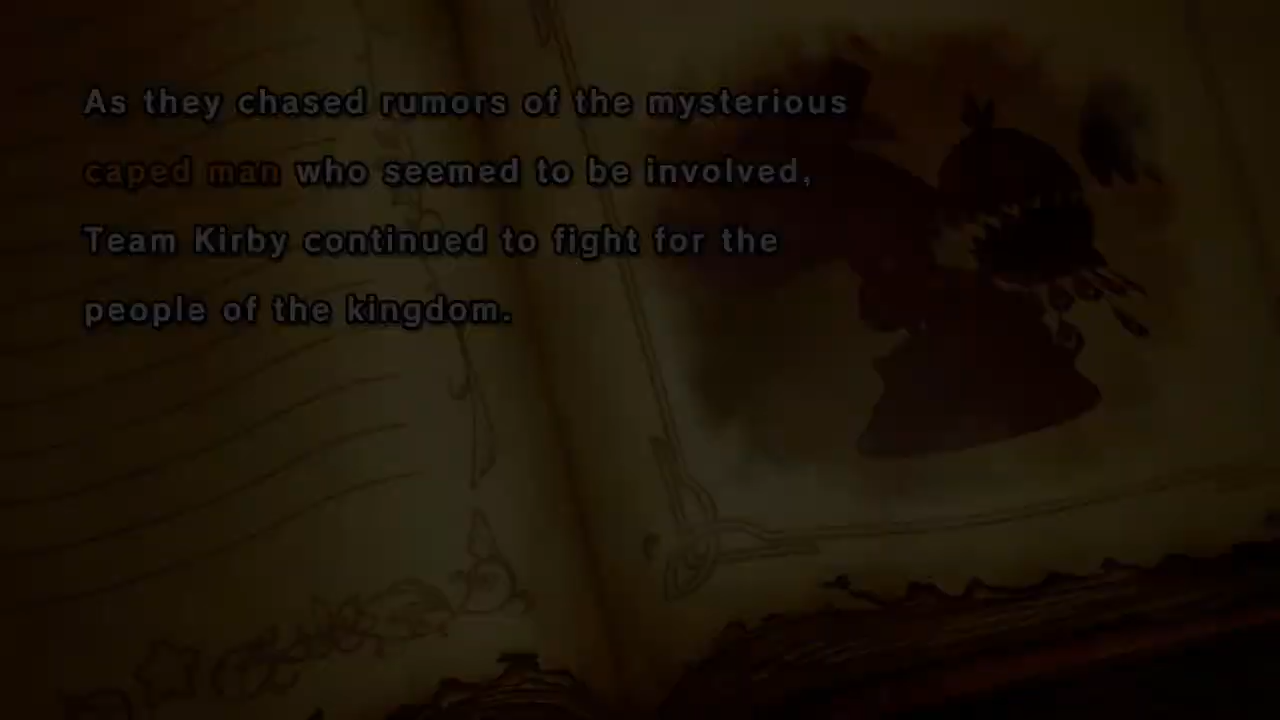 As they chased rumors of the mysterious
caped man who seemed to be involved,
Team Kirby continued to fight for the
people of the kingdom.